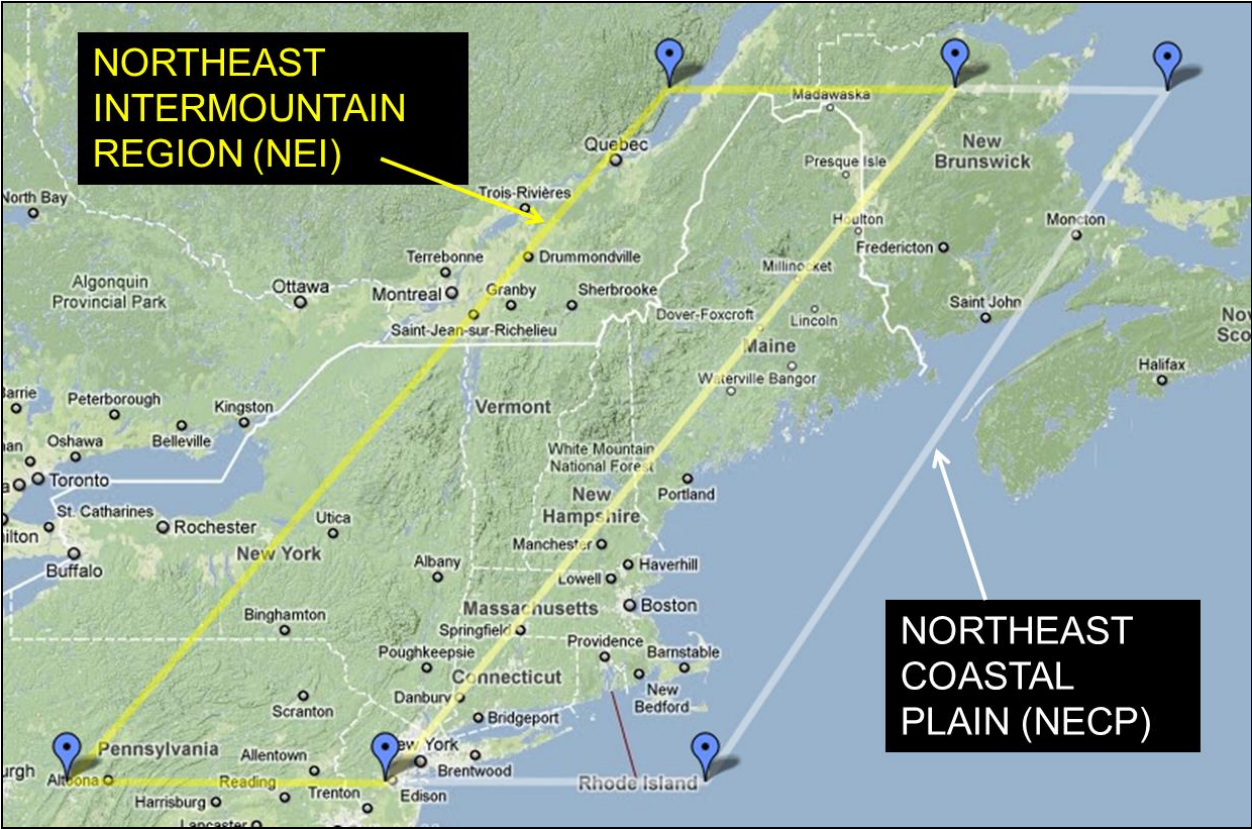 NORTHEAST
INTERMOUNTAIN
REGION (NEI)
Madawaska
Quebec
New
Brunswick
Presque Isle
North Bay
Trois-Rivières
Houlton
Moncton
Fredericton
Terrebonne
Drummondville
Millinocket
Algonquin
Provincial Park
Ottawa
Montreal
Granby
Sherbrooke
Saint John
Dover-Foxcroft
Lincoln
Saint-Jean-sur-Richelieu
Maine
Halifax
Waterville Bangor
Barrie
Peterborough
Kingston
Vermont
Oshawa
Belleville
White Mountain
National Forest
Toronto
New
Hampshire
Portland
St. Catharines
Rochester
Utica
New York
Manchester
Buffalo
Albany
Haverhill
Lowell
Binghamton
Massachusetts
Boston
Springfield
Providence
Poughkeepsie
Barnstable
Connecticut
Danbury
New
Bedford
Scranton
Bridgeport
NORTHEAST
COASTAL
PLAIN (NECP)
Pennsylvania
Allentown
New York
Brentwood
Altoona
Reading
Rhode Island
Harrisburg
Trenton
Edison
Lancaster